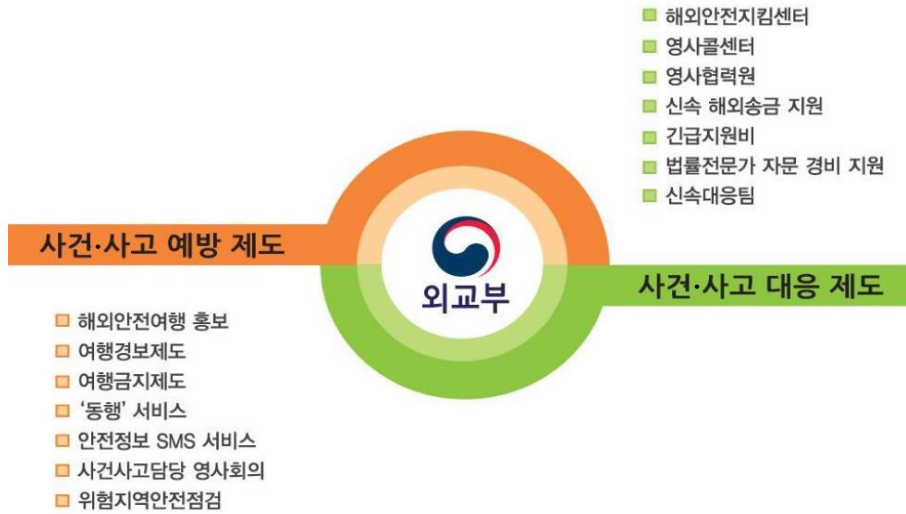 해외안전지킴센터
영사콜센터
영사협력원
신속 해외송금 지원
긴급지원비
법률전문가 자문 경비 지원
신속대응팀
사건·사고 예방 제도
외교부
사건·사고 대응 제도
해외안전여행 홍보
여행경보제도
여행금지제도
‘동행’ 서비스
안전정보 SMS 서비스
사건사고담당 영사회의
위험지역안전점검